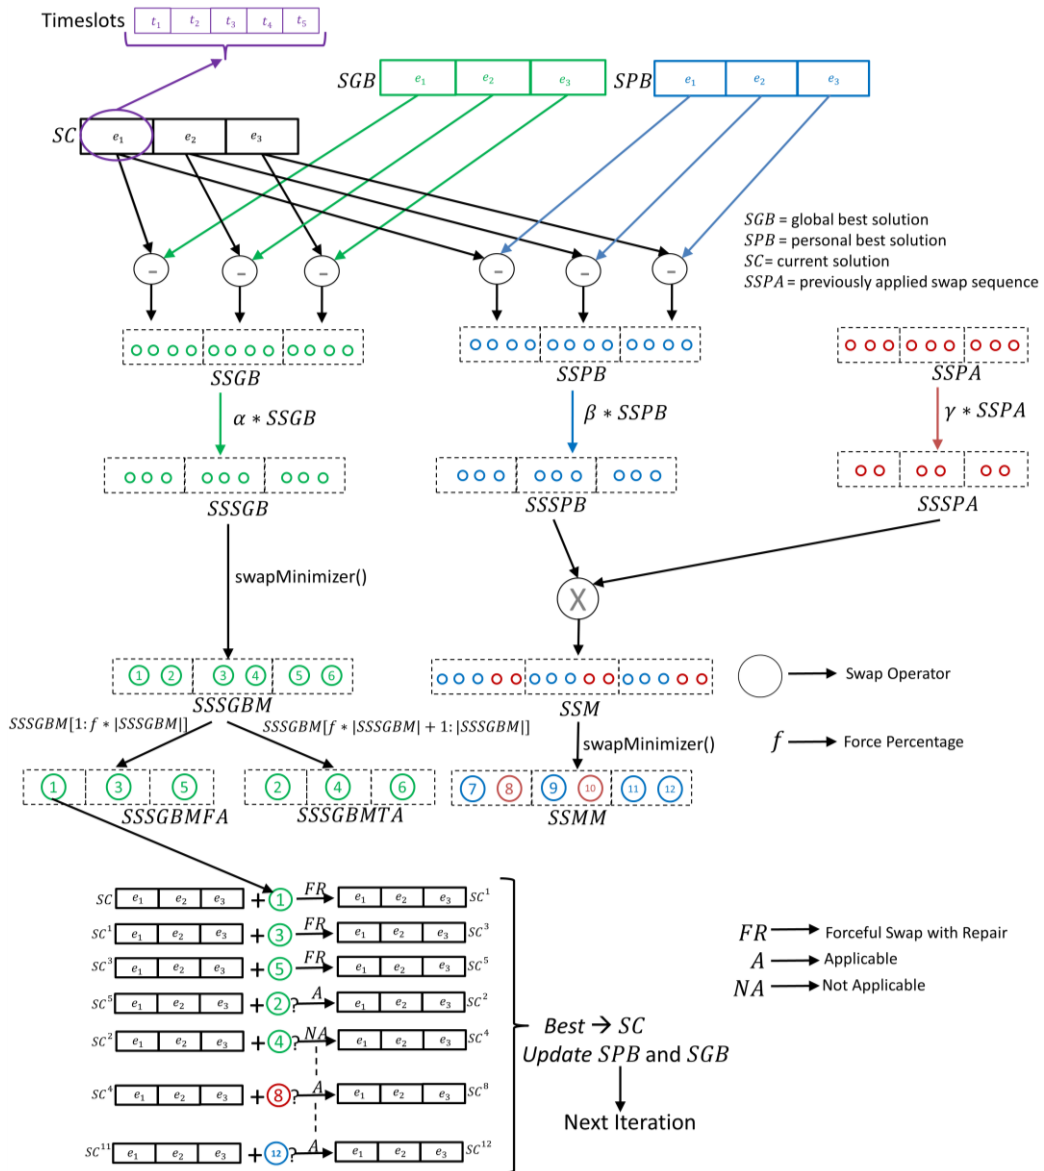 Timeslots t1 t2 t3 t4 t5
SGB e1 e2 e3 SPB e1 e2 e3
SC e1 e2 e3
SGB = global best solution
SPB = personal best solution
SC= current solution
SSPA = previously applied swap sequence
- - - - - -
SSGB SSPB SSPA
α * SSGB β * SSPB γ * SSPA
SSSGB SSSPB SSSPA
swapMinimizer()
X
1 2 3 4 5 6
SSSGBM SSM
Swap Operator
SSSGBM[1: f * |SSSGBM|] SSSGBM[f * |SSSGBM| + 1: |SSSGBM|]
swapMinimizer()
f Force Percentage
1 3 5 2 4 6 7 8 9 10 11 12
SSSGBMFA SSSGBMTA SSMM
SC e1 e2 e3 + 1 FR e1 e2 e3 SC1
SC1 e1 e2 e3 + 3 FR e1 e2 e3 SC3
SC3 e1 e2 e3 + 5 FR e1 e2 e3 SC5
SC5 e1 e2 e3 + 2 ? A e1 e2 e3 SC2
SC2 e1 e2 e3 + 4 ? NA e1 e2 e3 SC4
SC4 e1 e2 e3 + 8 ? A e1 e2 e3 SC8
SC11 e1 e2 e3 + 12 ? A e1 e2 e3 SC12
FR Forceful Swap with Repair
A Applicable
NA Not Applicable
Best → SC
Update SPB and SGB
Next Iteration